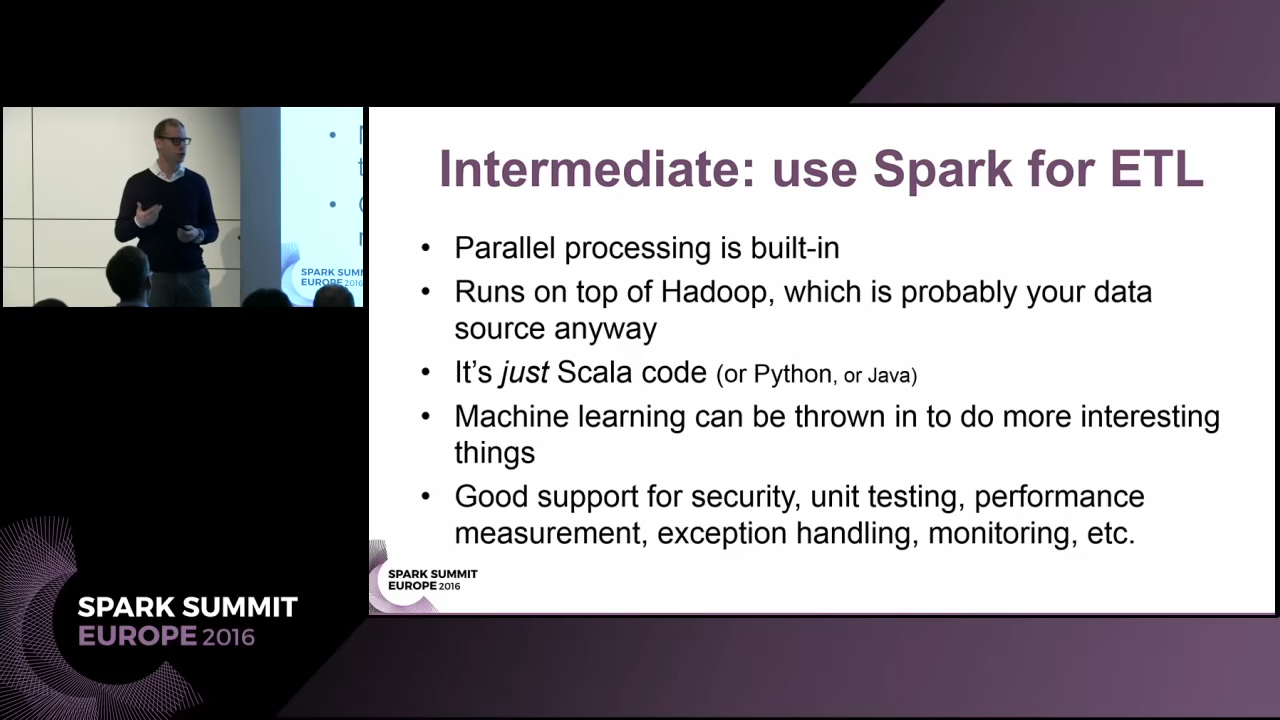 Intermediate: use Spark for ETL
• Parallel processing is built-in
• Runs on top of Hadoop, which is probably your data
source anyway
• It's just Scala code (or Python, or Java)
• Machine learning can be thrown in to do more interesting
things
• Good support for security, unit testing, performance
measurement, exception handling, monitoring, etc.
SPARK SUMMIT
EUROPE 2016
SPARK SUMM
EUROPE 2016
SPARK SUMMIT
EUROPE 2016